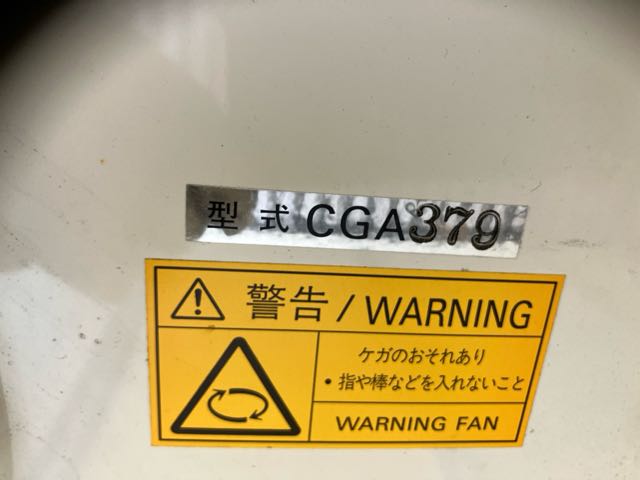 型式 CGA379
警告/WARNING
ケガのおそれあり
・指や棒などを入れないこと
WARNING FAN